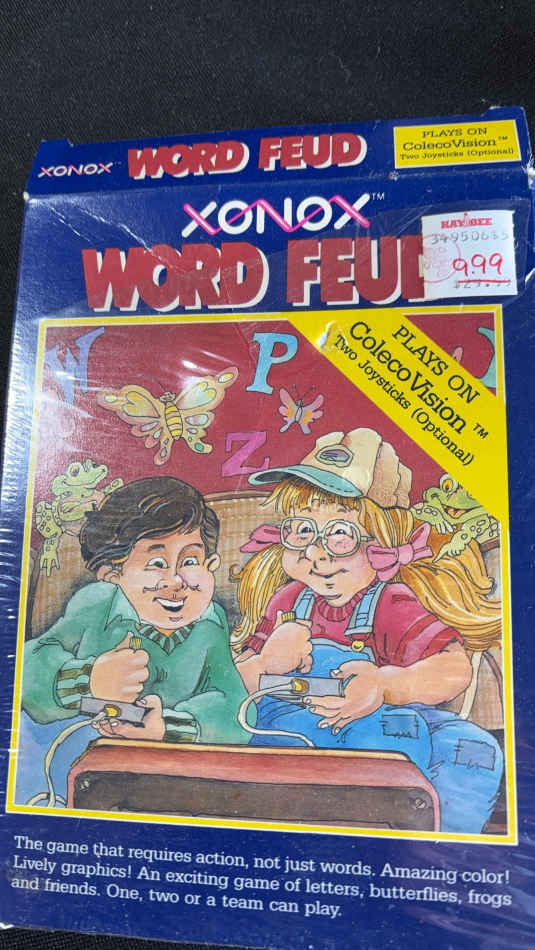 XONOX™ WORD FEUD
PLAYS ON
ColecoVision™
Two Joysticks (Optional)
XONOX™
WORD FEUD
KAY BEE
9.99
PLAYS ON
ColecoVision™
Two Joysticks (Optional)
W
P
Z
The game that requires action, not just words. Amazing color!
Lively graphics! An exciting game of letters, butterflies, frogs
and friends. One, two or a team can play.